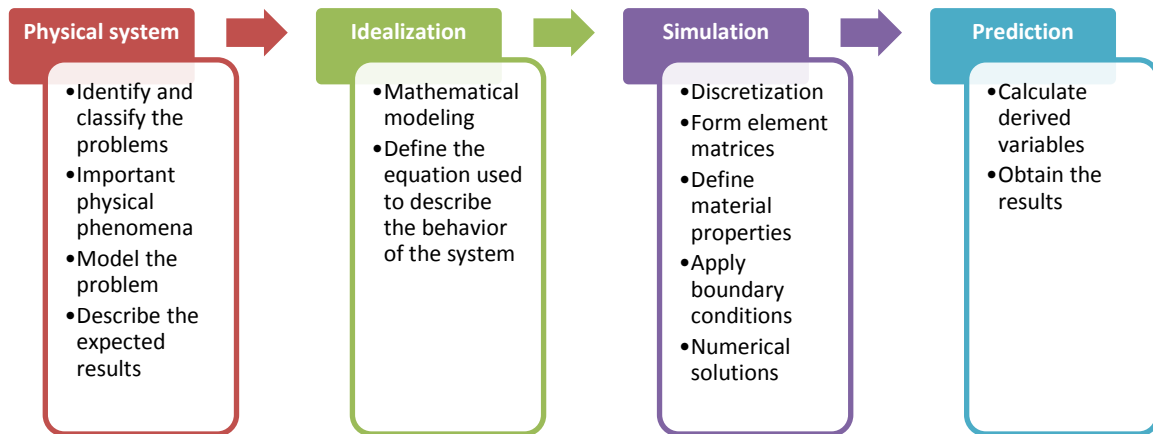 Physical system
•Identify and
classify the
problems
•Important
physical
phenomena
•Model the
problem
•Describe the
expected
results
Idealization
•Mathematical
modeling
•Define the
equation used
to describe
the behavior
of the system
Simulation
•Discretization
•Form element
matrices
•Define
material
properties
•Apply
boundary
conditions
•Numerical
solutions
Prediction
•Calculate
derived
variables
•Obtain the
results